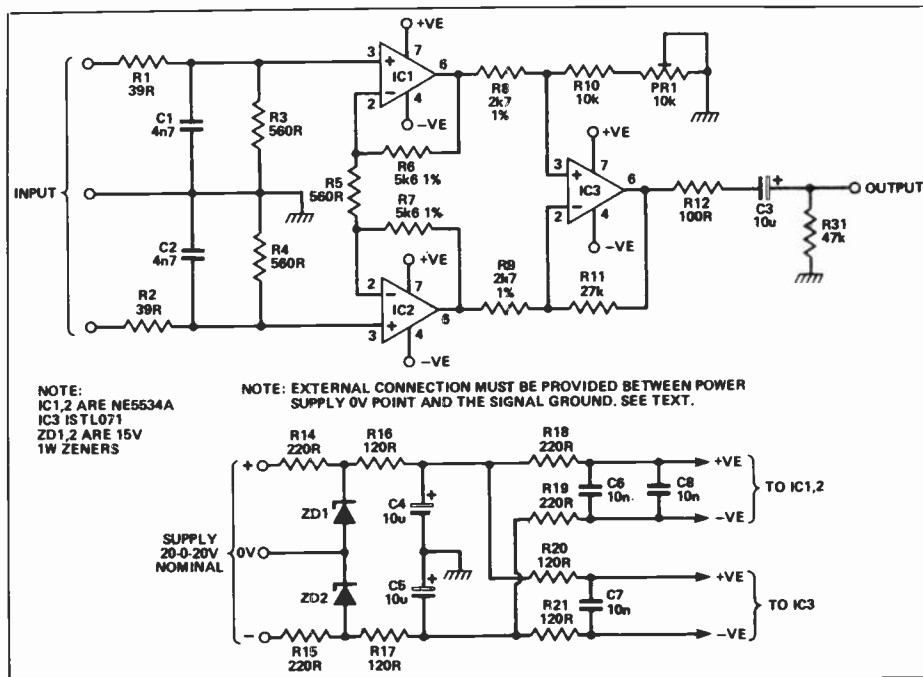 +VE
7
3
+
IC1
6
2
−
4
−VE
R1
39R
C1
4n7
R3
560R
R8
2k7
1%
R10
10k
PR1
10k
R6
5k6 1%
R5
560R
R7
5k6 1%
INPUT
C2
4n7
R4
560R
R2
39R
+VE
7
2
−
IC2
6
3
+
4
−VE
R9
2k7
1%
R11
27k
+VE
7
3
+
IC3
6
2
−
4
−VE
R12
100R
C3
10u
+
OUTPUT
R31
47k
NOTE:
IC1,2 ARE NE5534A
IC3 IS TL071
ZD1,2 ARE 15V
1W ZENERS
NOTE: EXTERNAL CONNECTION MUST BE PROVIDED BETWEEN POWER
SUPPLY 0V POINT AND THE SIGNAL GROUND. SEE TEXT.
+
R14
220R
R16
120R
R18
220R
+VE
ZD1
C4
10u
+
R19
220R
C6
10n
C8
10n
TO IC1,2
−VE
SUPPLY
20-0-20V
NOMINAL
0V
ZD2
C5
10u
+
R20
120R
+VE
C7
10n
TO IC3
R21
120R
−VE
−
R15
220R
R17
120R